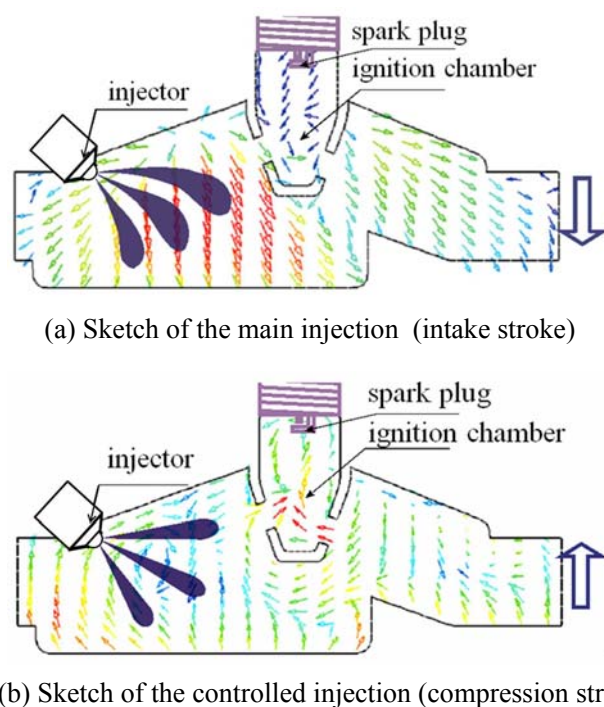 spark plug
ignition chamber
injector
(a) Sketch of the main injection (intake stroke)
spark plug
ignition chamber
injector
(b) Sketch of the controlled injection (compression str